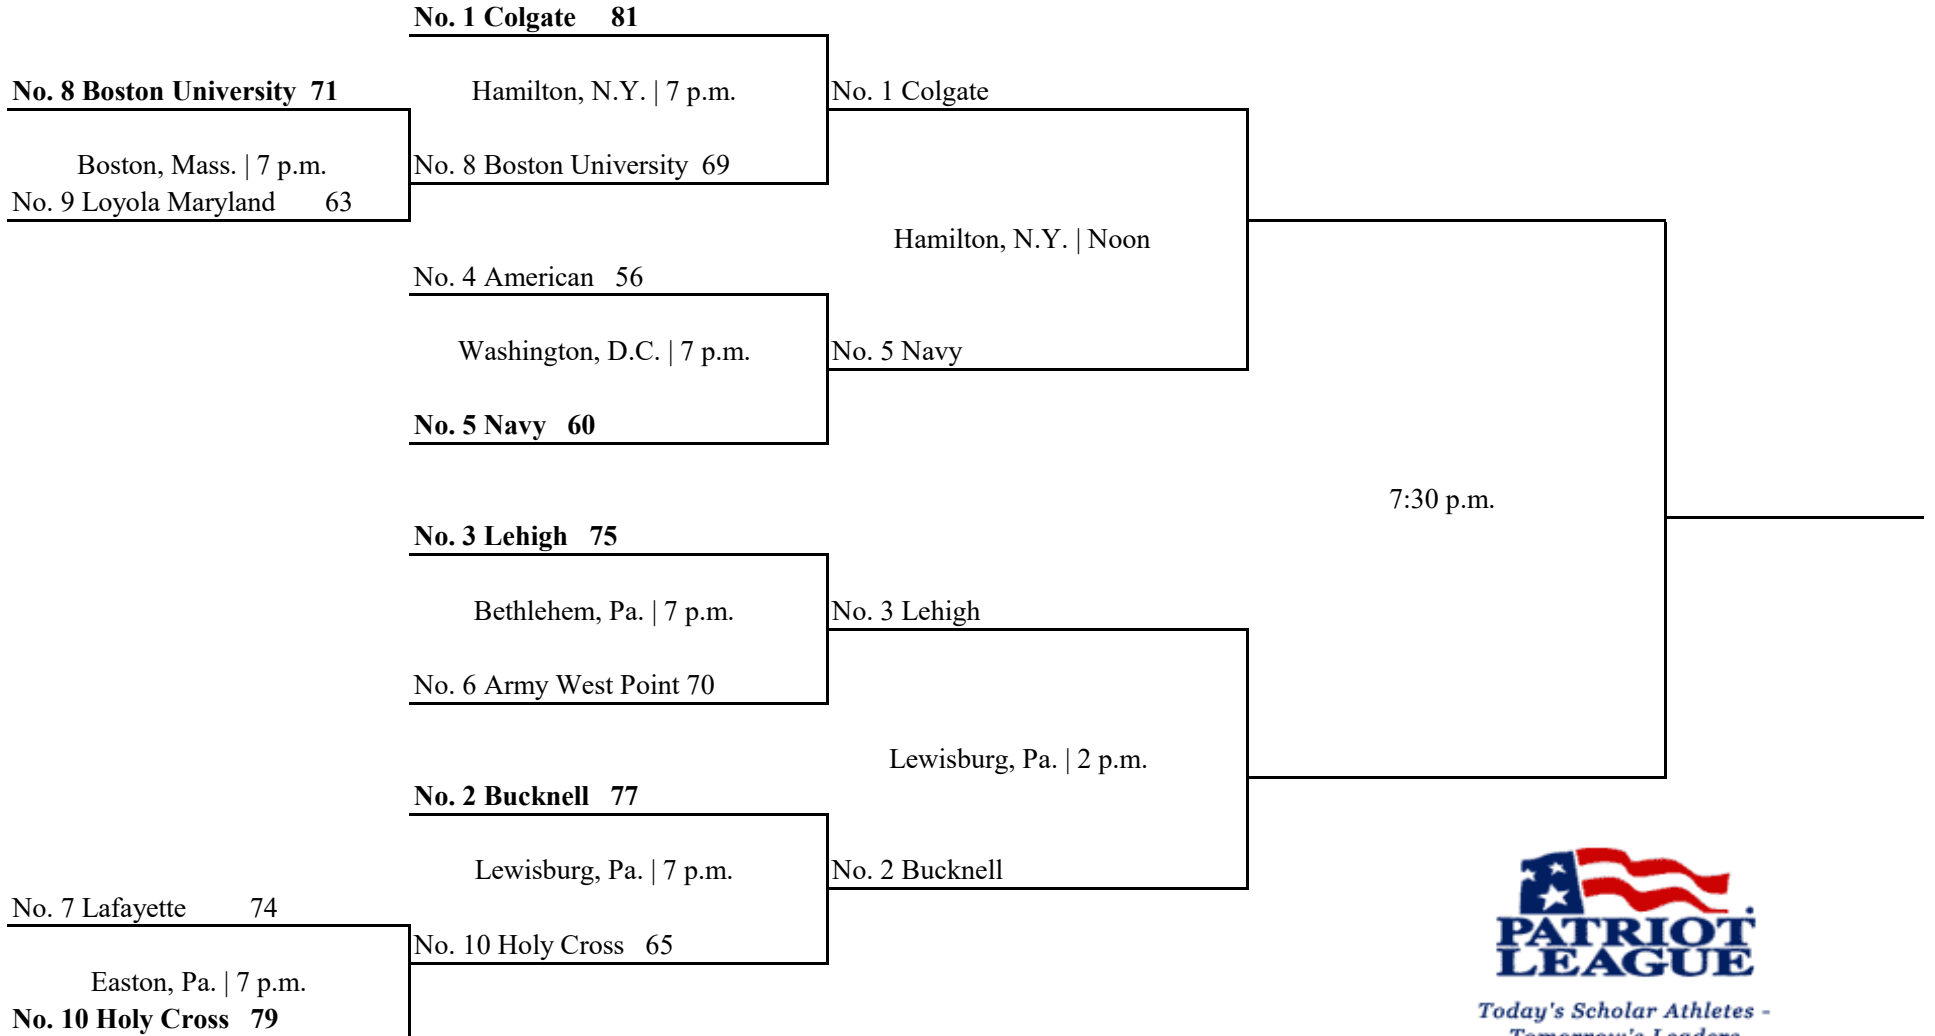 No. 1 Colgate 81
No. 8 Boston University 71
Hamilton, N.Y. | 7 p.m.
No. 1 Colgate
Boston, Mass. | 7 p.m.
No. 8 Boston University 69
No. 9 Loyola Maryland 63
Hamilton, N.Y. | Noon
No. 4 American 56
Washington, D.C. | 7 p.m.
No. 5 Navy
No. 5 Navy 60
7:30 p.m.
No. 3 Lehigh 75
Bethlehem, Pa. | 7 p.m.
No. 3 Lehigh
No. 6 Army West Point 70
Lewisburg, Pa. | 2 p.m.
No. 2 Bucknell 77
Lewisburg, Pa. | 7 p.m.
No. 2 Bucknell
No. 7 Lafayette 74
No. 10 Holy Cross 65
Easton, Pa. | 7 p.m.
No. 10 Holy Cross 79
PATRIOT
LEAGUE
Today's Scholar Athletes -
Tomorrow's Leaders